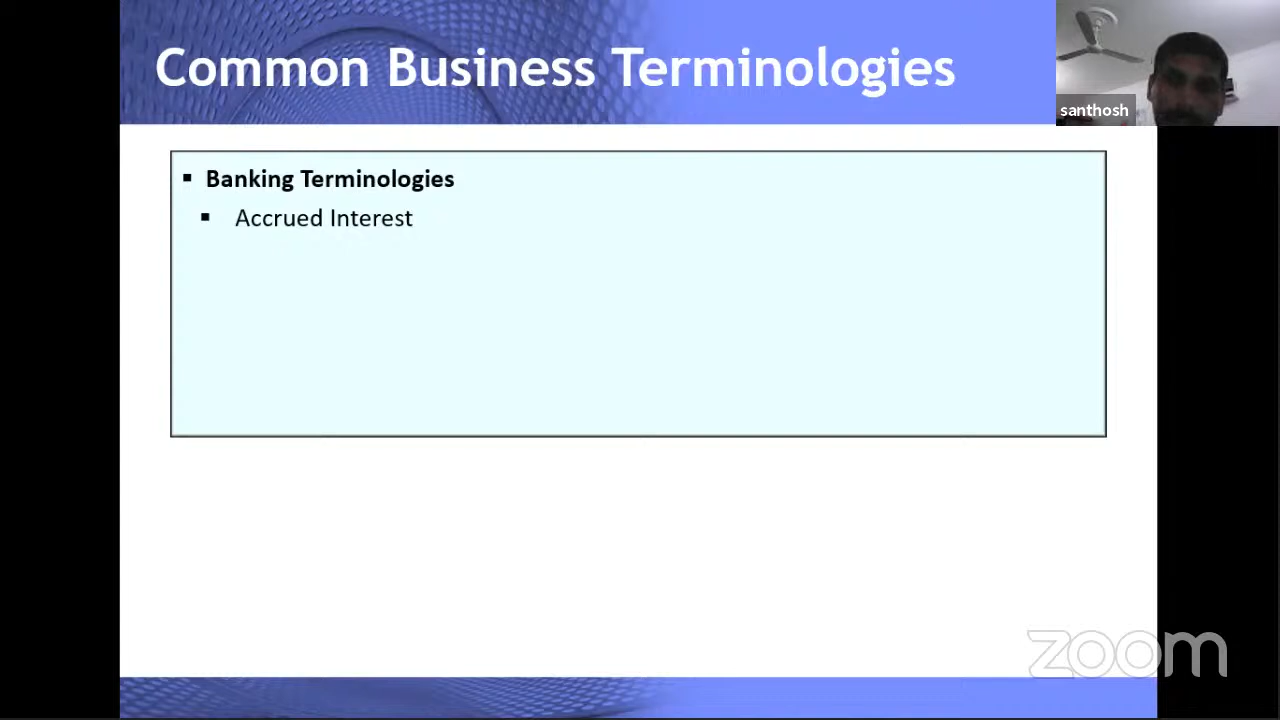 Common Business Terminologies
santhosh
▪ Banking Terminologies
▪ Accrued Interest
zoom